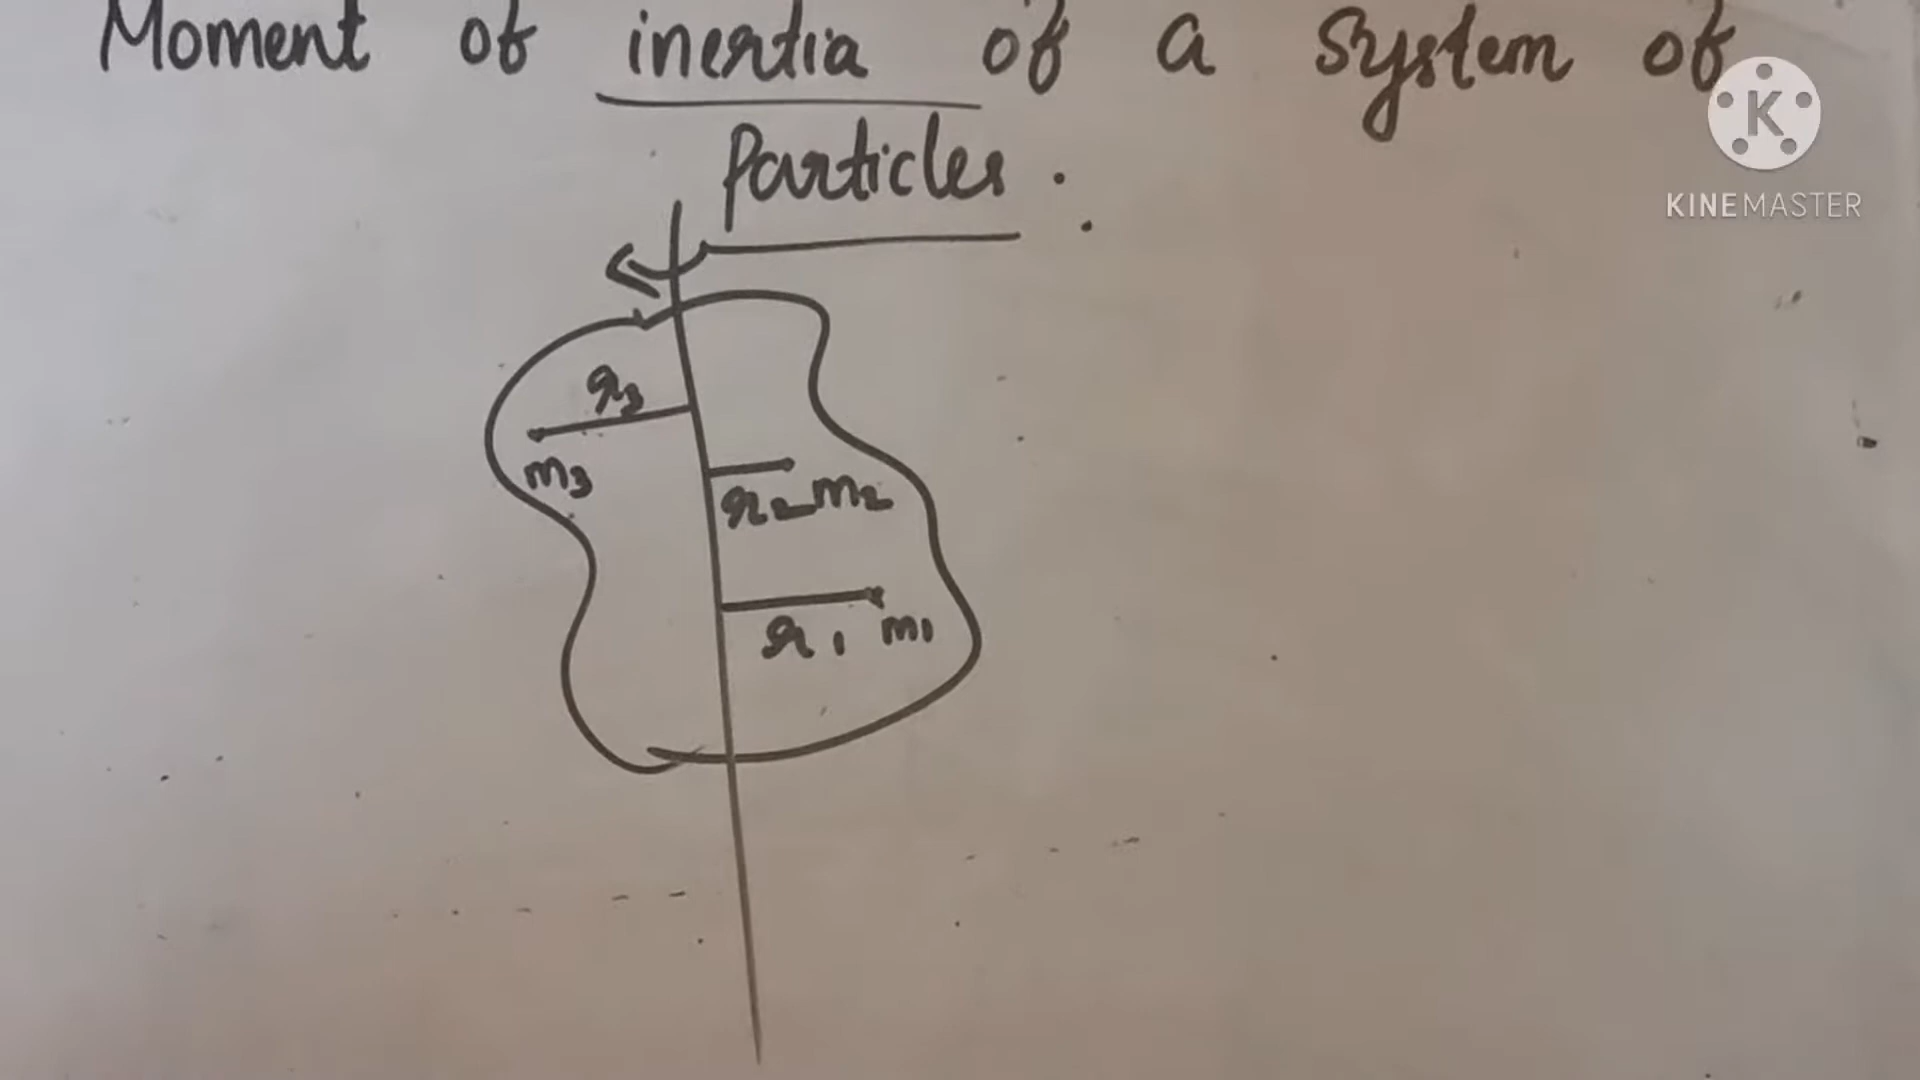 Moment of inertia of a system of
Particles.
K
KINEMASTER
r3
m3
r2 m2
r1 m1